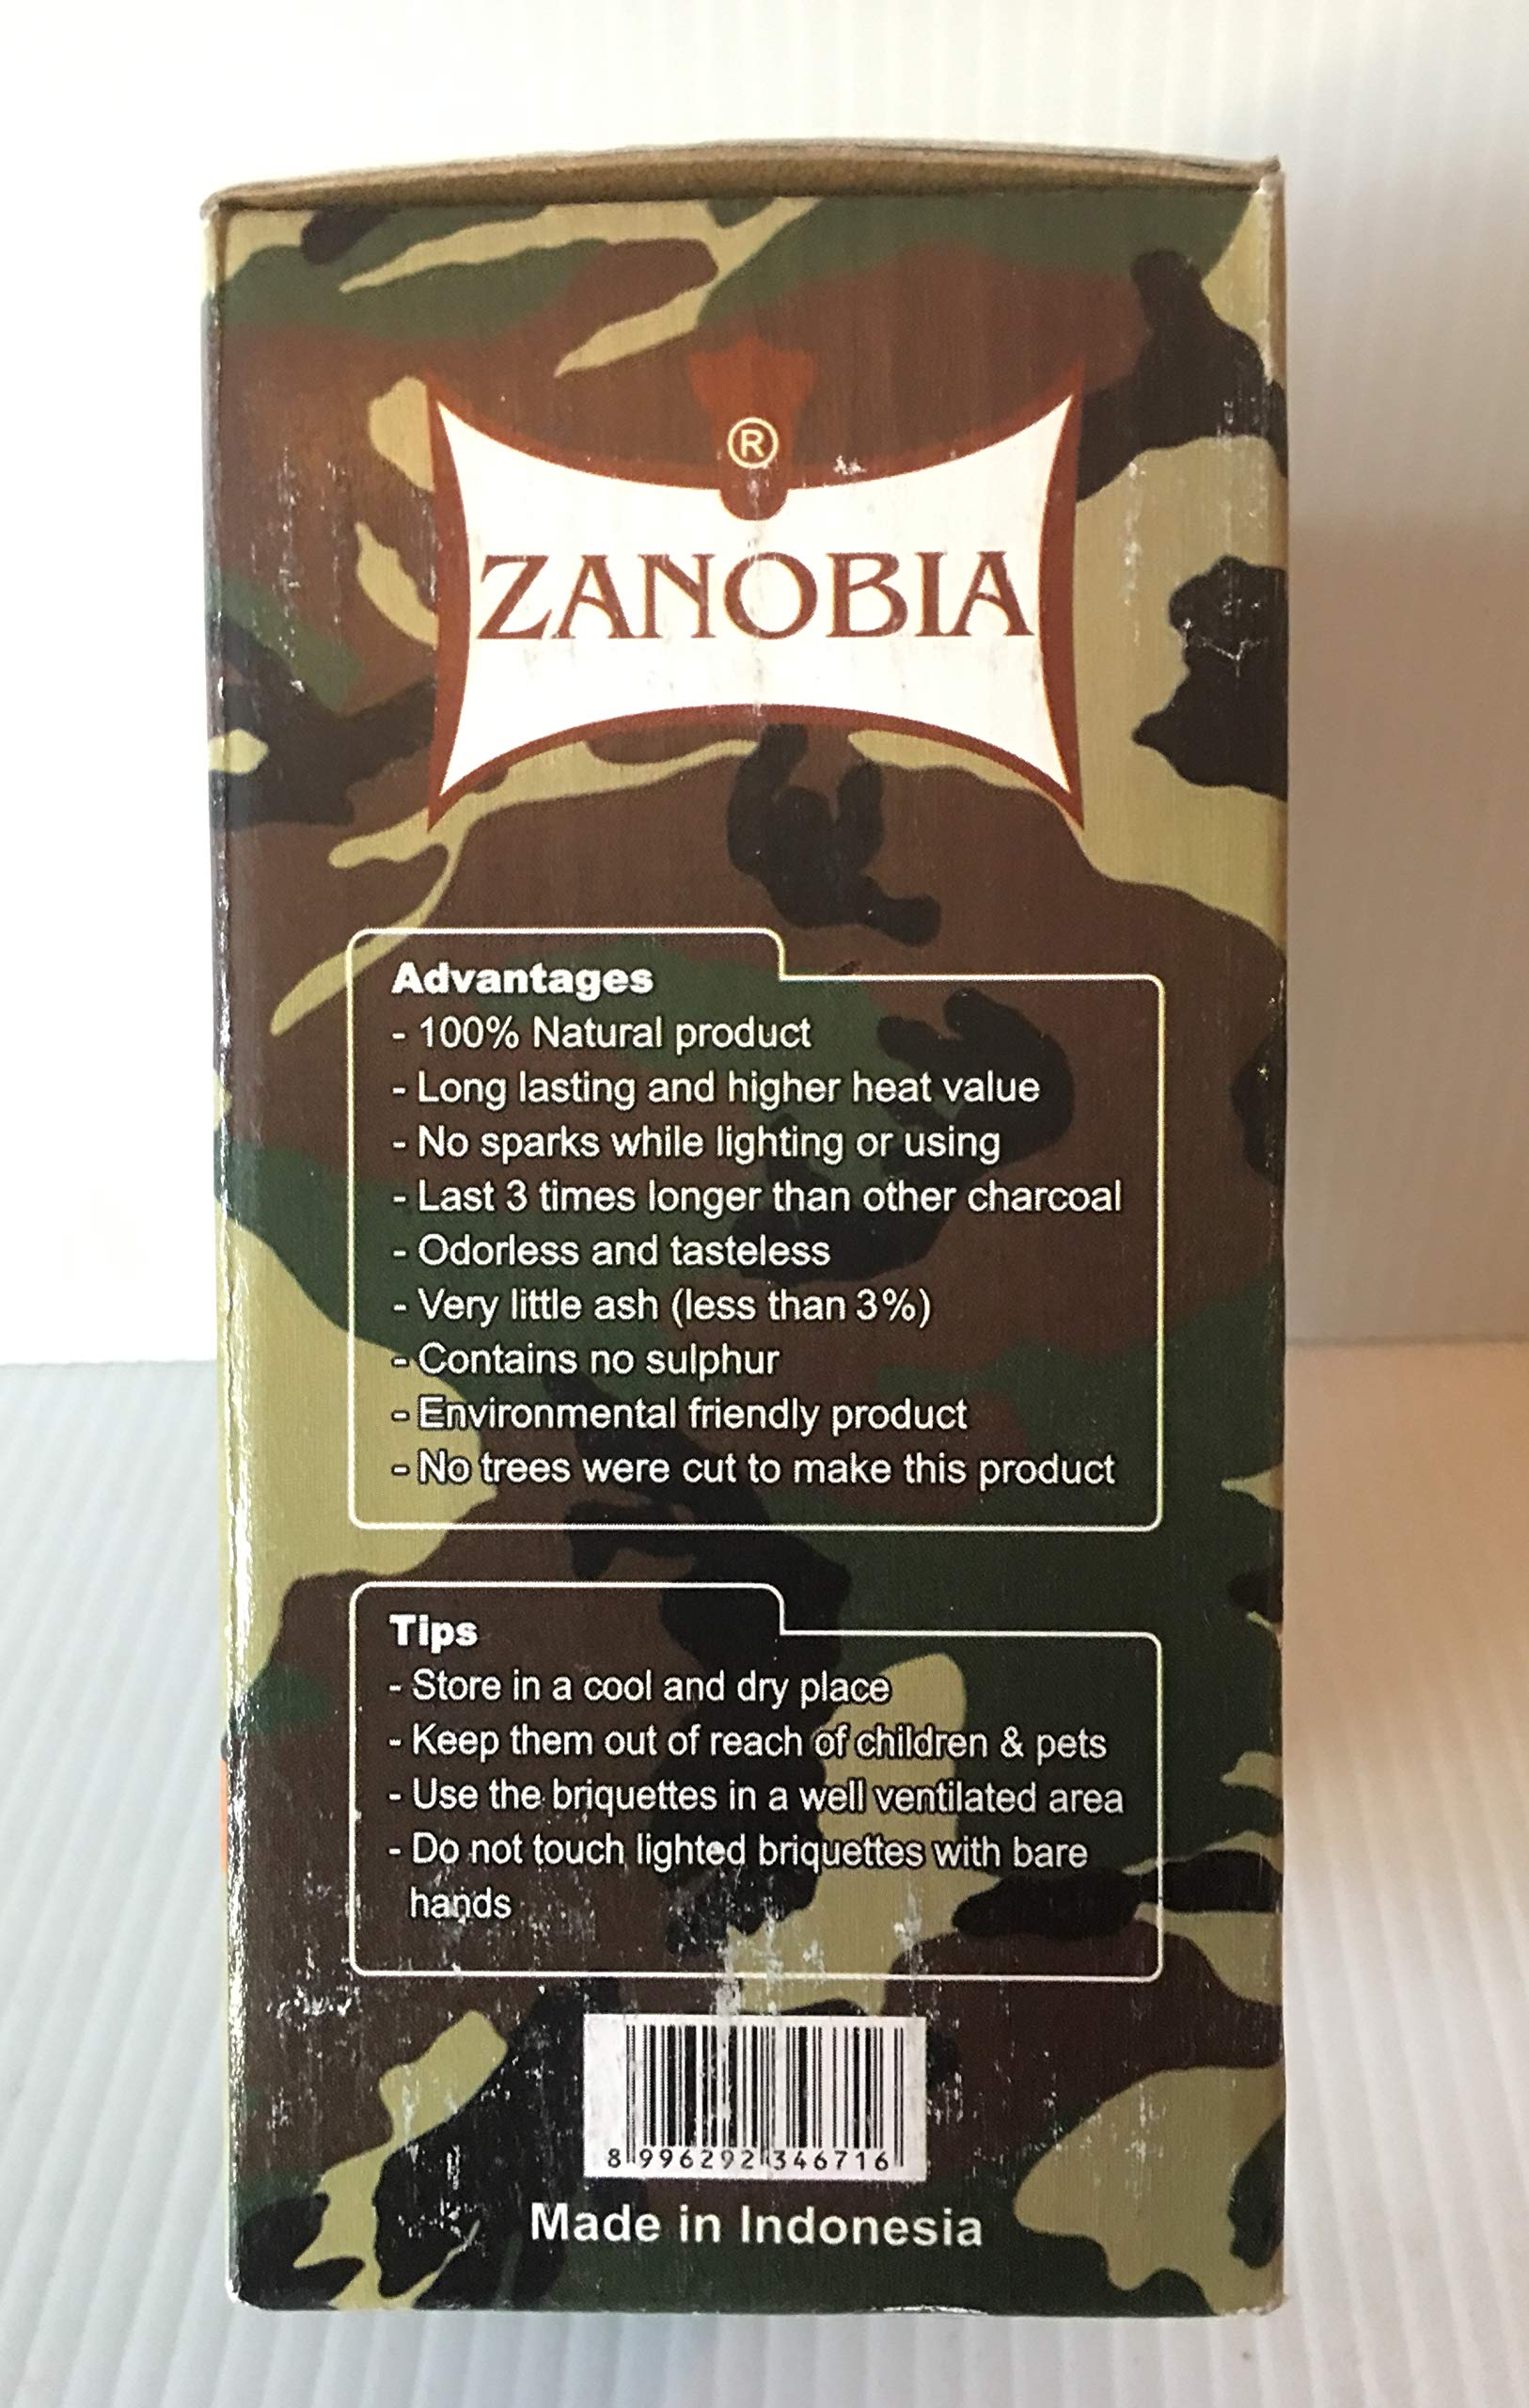 ®
ZANOBIA
Advantages
- 100% Natural product
- Long lasting and higher heat value
- No sparks while lighting or using
- Last 3 times longer than other charcoal
- Odorless and tasteless
- Very little ash (less than 3%)
- Contains no sulphur
- Environmental friendly product
- No trees were cut to make this product
Tips
- Store in a cool and dry place
- Keep them out of reach of children & pets
- Use the briquettes in a well ventilated area
- Do not touch lighted briquettes with bare
hands
8 996292 346716
Made in Indonesia